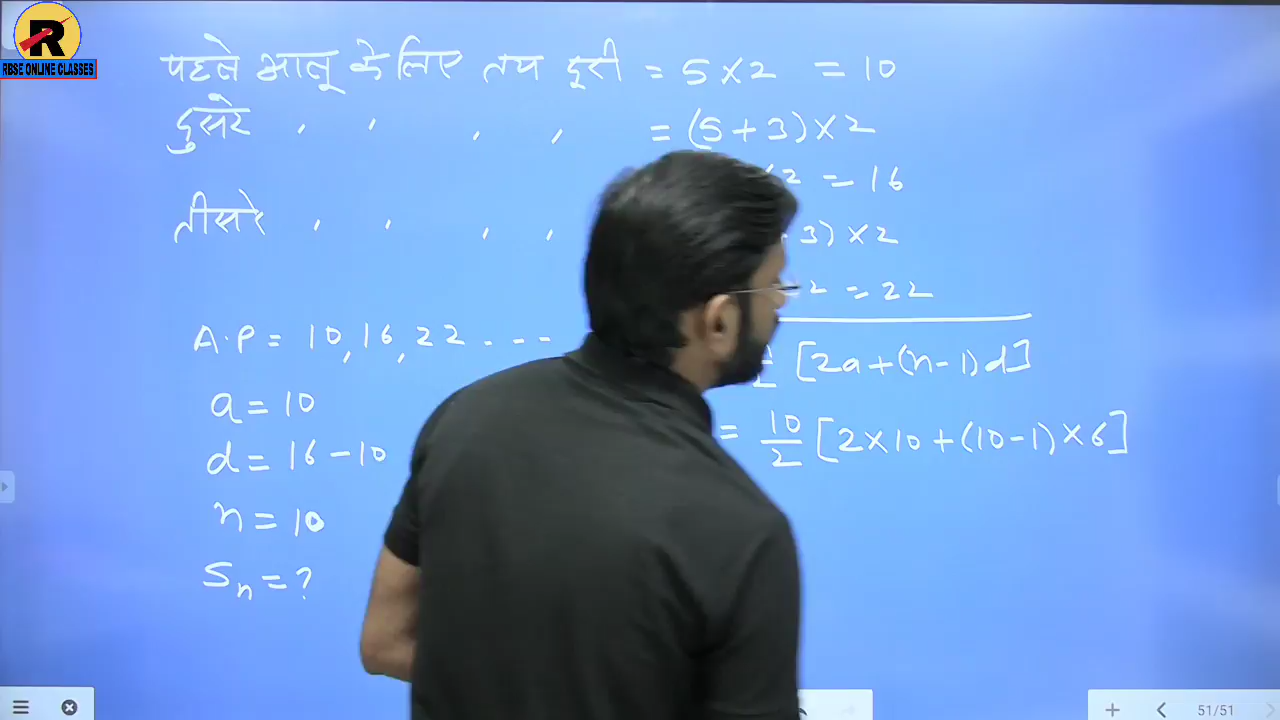 R
RBSE ONLINE CLASSES
पहले आलू के लिए तय दूरी = 5 × 2 = 10
दुसरे , , , , = (5 + 3) × 2
2 = 16
तीसरे , , , , 3) × 2
2 = 22
A.P = 10, 16, 22 - - - -
[2a + (n - 1) d]
a = 10
= 10/2 [2 × 10 + (10 - 1) × 6]
d = 16 - 10
n = 10
Sn = ?
51/51